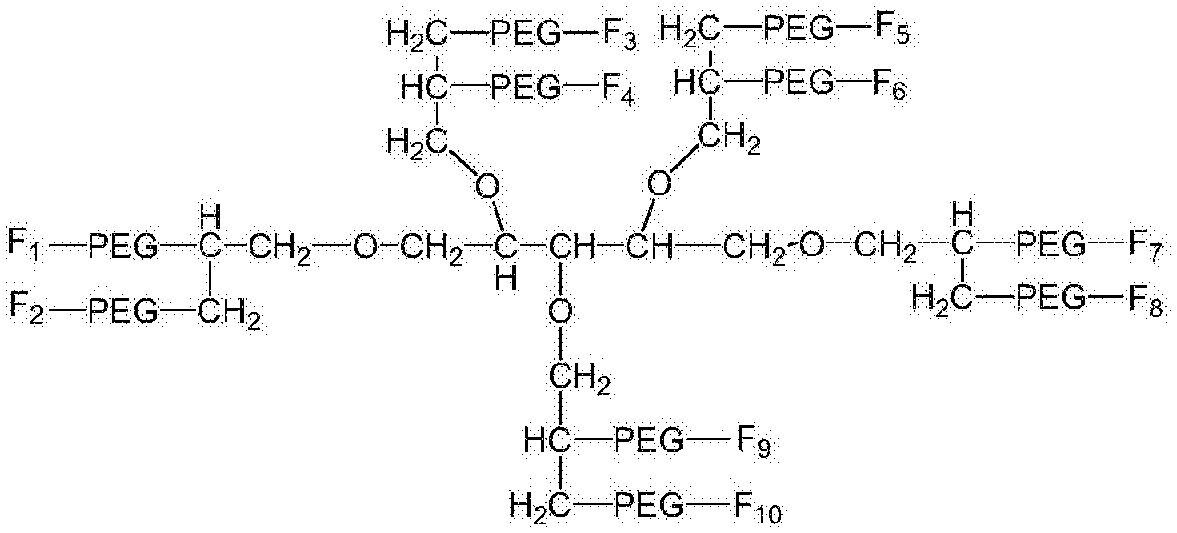 H₂C—PEG—F₃ H₂C—PEG—F₅
HC—PEG—F₄ HC—PEG—F₆
H₂C CH₂
O O
H H
F₁—PEG—C—CH₂—O—CH₂—C—CH—CH—CH₂-O—CH₂—C—PEG—F₇
H
F₂—PEG—CH₂ O H₂C—PEG—F₈
CH₂
HC—PEG—F₉
H₂C—PEG—F₁₀